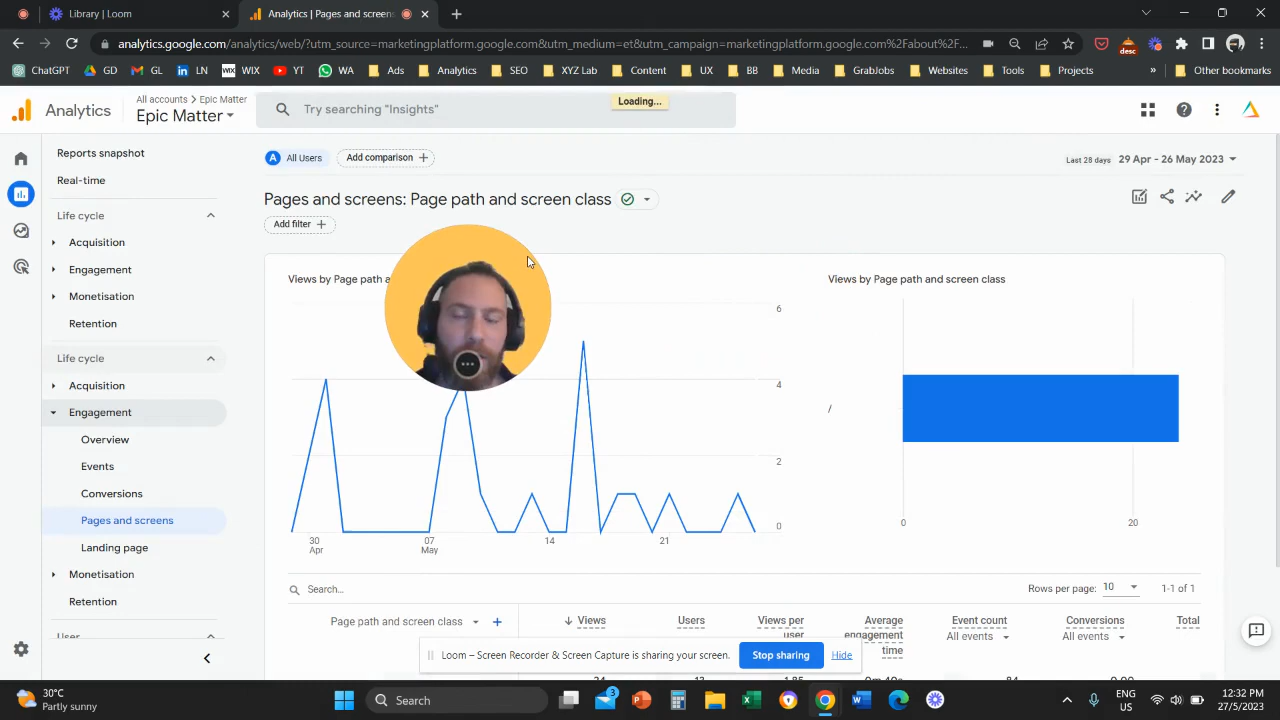 Library | Loom
Analytics | Pages and screens
analytics.google.com/analytics/web/?utm_source=marketingplatform.google.com&utm_medium=et&utm_campaign=marketingplatform.google.com%2Fabout%2F...
desc
ChatGPT
GD
GL
LN
WIX WIX
YT
WA
Ads
Analytics
SEO
XYZ Lab
Content
UX
BB
Media
GrabJobs
Websites
Tools
Projects
»
Other bookmarks
Analytics
All accounts > Epic Matter
Epic Matter
Try searching "Insights"
Loading...
Reports snapshot
Real-time
Life cycle
Acquisition
Engagement
Monetisation
Retention
Life cycle
Acquisition
Engagement
Overview
Events
Conversions
Pages and screens
Landing page
Monetisation
Retention
User
A All Users
Add comparison +
Last 28 days 29 Apr - 26 May 2023
Pages and screens: Page path and screen class
Add filter +
Views by Page path a
6
4
2
0
30
Apr
07
May
14
21
Views by Page path and screen class
/
0
20
Search...
Rows per page: 10
1-1 of 1
Page path and screen class
+
Views
Users
Views per
user
Average
engagement
time
Event count
All events
Conversions
All events
Total
Loom – Screen Recorder & Screen Capture is sharing your screen.
Stop sharing
Hide
30°C
Partly sunny
Search
3
ENG
US
12:32 PM
27/5/2023